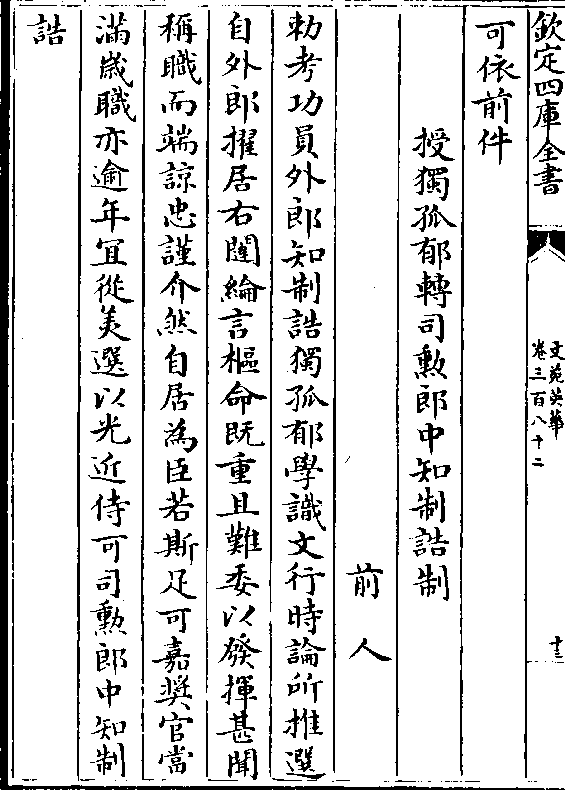 欽定四庫全書
文苑英華
卷三百八十二
十三
可依前件
授獨孤郁轉司勲郎中知制誥制
前人
勅考功員外郎知制誥獨孤郁學識文行時論所推選
自外郎擢居右闥綸言樞命既重且難委以發揮甚聞
稱職而端諒忠謹介然自居為臣若斯足可嘉奨官當
滿歳職亦逾年宜從美選以光近侍可司勲郎中知制
誥